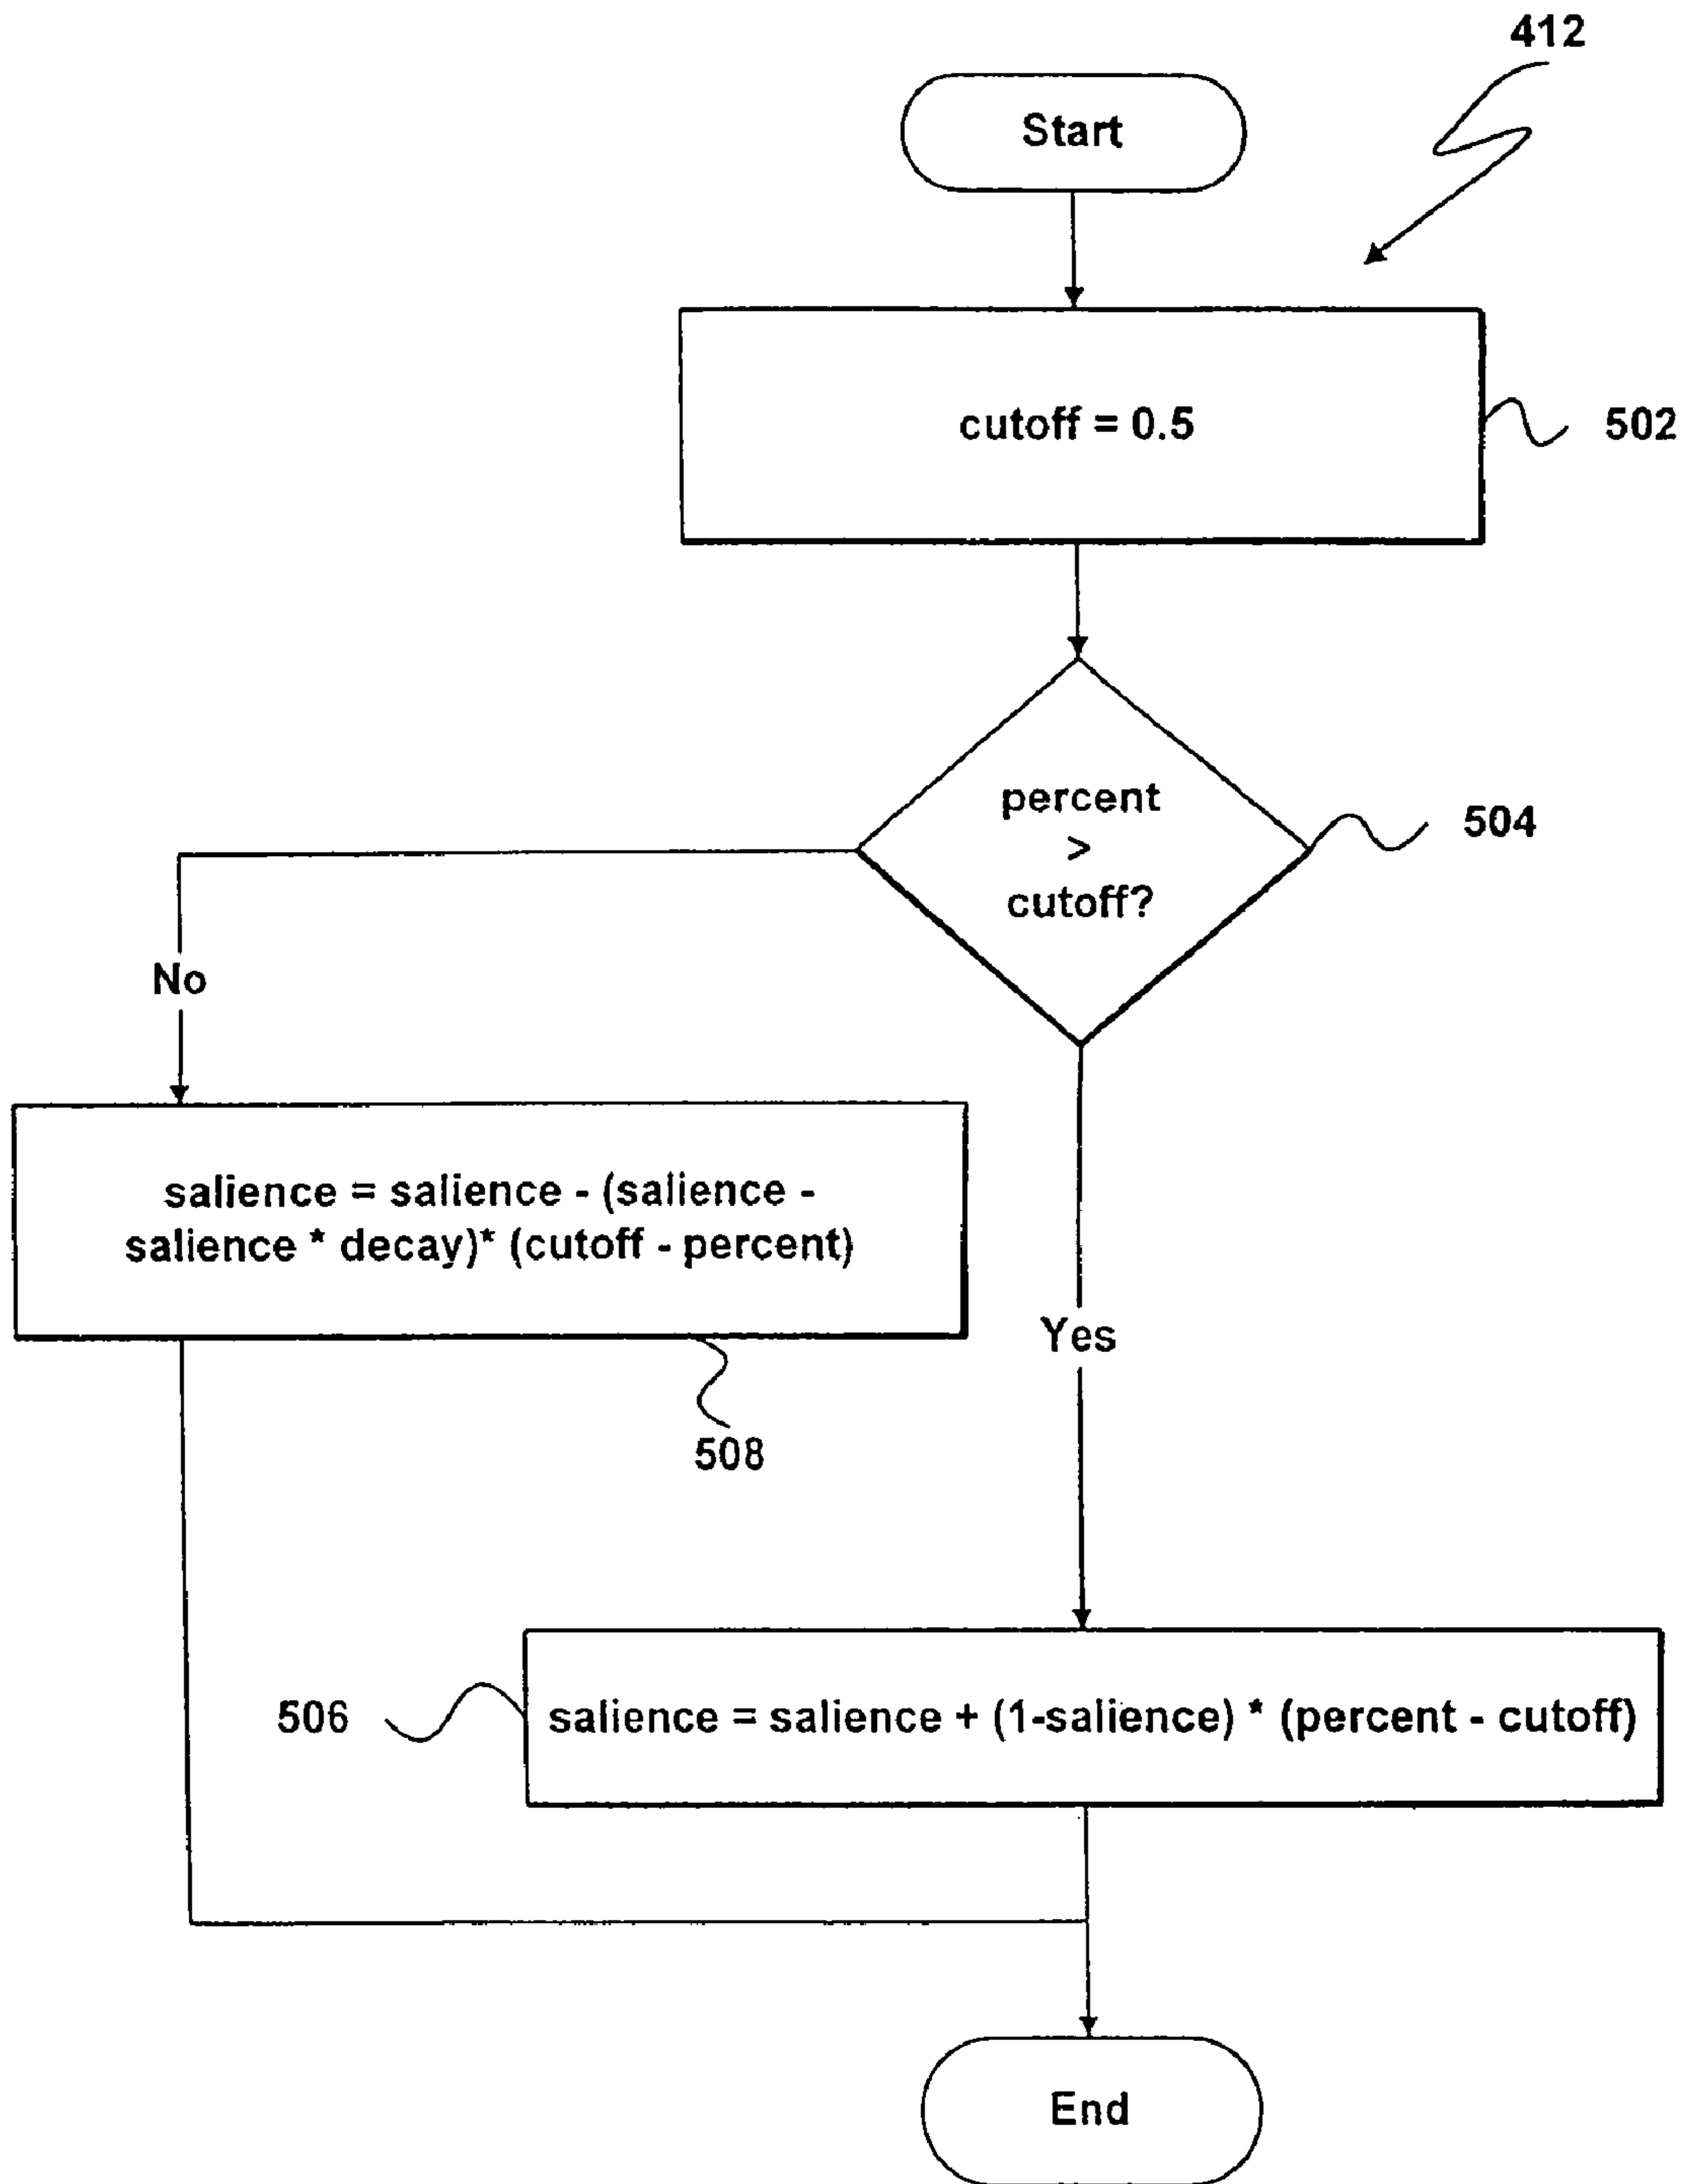 412
Start
cutoff = 0.5
502
percent
>
cutoff?
504
No
salience = salience - (salience -
salience * decay)* (cutoff - percent)
508
Yes
506
salience = salience + (1-salience) * (percent - cutoff)
End